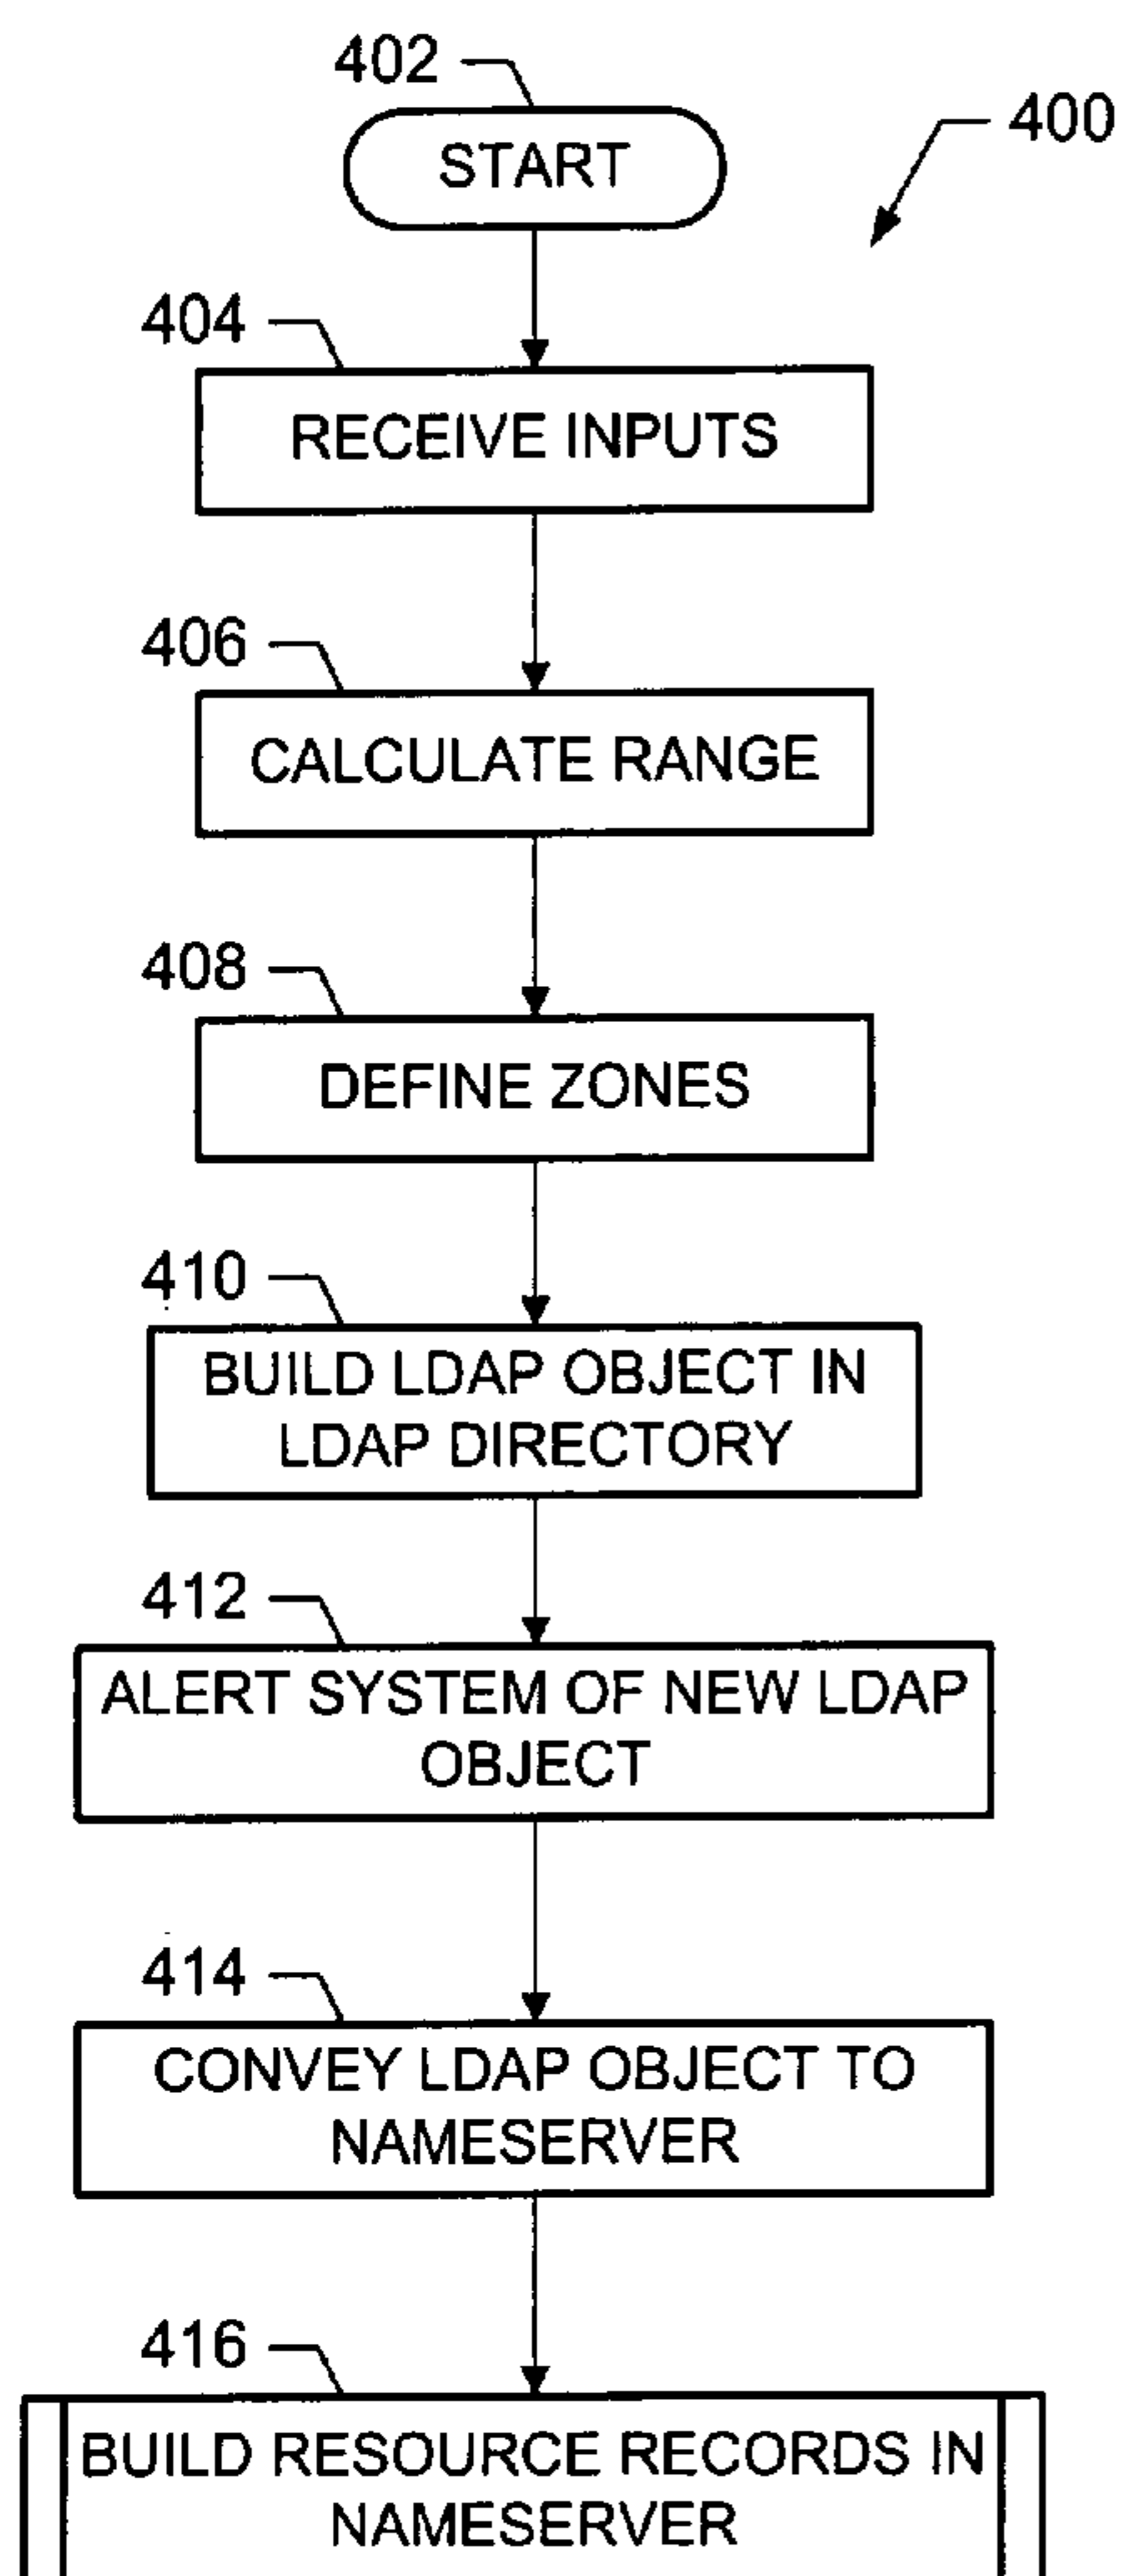 402
400
START
404
RECEIVE INPUTS
406
CALCULATE RANGE
408
DEFINE ZONES
410
BUILD LDAP OBJECT IN
LDAP DIRECTORY
412
ALERT SYSTEM OF NEW LDAP
OBJECT
414
CONVEY LDAP OBJECT TO
NAMESERVER
416
BUILD RESOURCE RECORDS IN
NAMESERVER